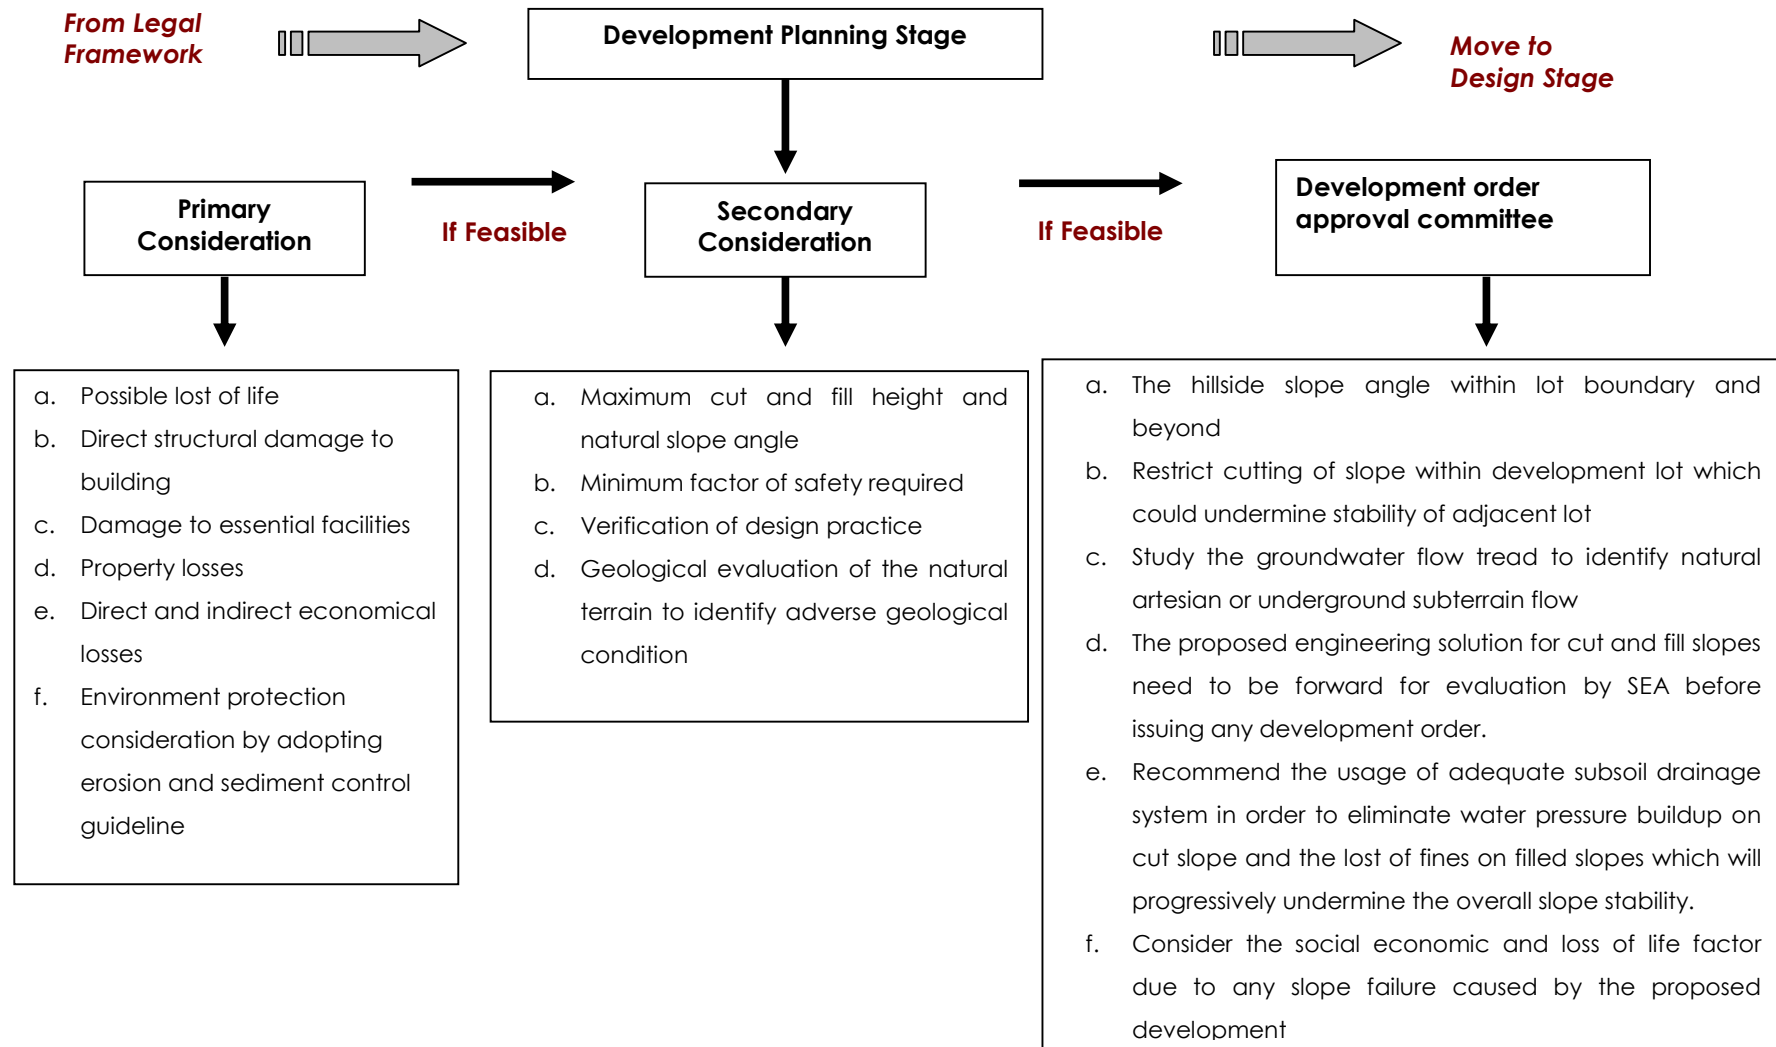 From Legal
Framework
Development Planning Stage
Move to
Design Stage
Primary
Consideration
If Feasible
Secondary
Consideration
If Feasible
Development order
approval committee
a. Possible lost of life
b. Direct structural damage to
building
c. Damage to essential facilities
d. Property losses
e. Direct and indirect economical
losses
f. Environment protection
consideration by adopting
erosion and sediment control
guideline
a. Maximum cut and fill height and
natural slope angle
b. Minimum factor of safety required
c. Verification of design practice
d. Geological evaluation of the natural
terrain to identify adverse geological
condition
a. The hillside slope angle within lot boundary and
beyond
b. Restrict cutting of slope within development lot which
could undermine stability of adjacent lot
c. Study the groundwater flow tread to identify natural
artesian or underground subterrain flow
d. The proposed engineering solution for cut and fill slopes
need to be forward for evaluation by SEA before
issuing any development order.
e. Recommend the usage of adequate subsoil drainage
system in order to eliminate water pressure buildup on
cut slope and the lost of fines on filled slopes which will
progressively undermine the overall slope stability.
f. Consider the social economic and loss of life factor
due to any slope failure caused by the proposed
development